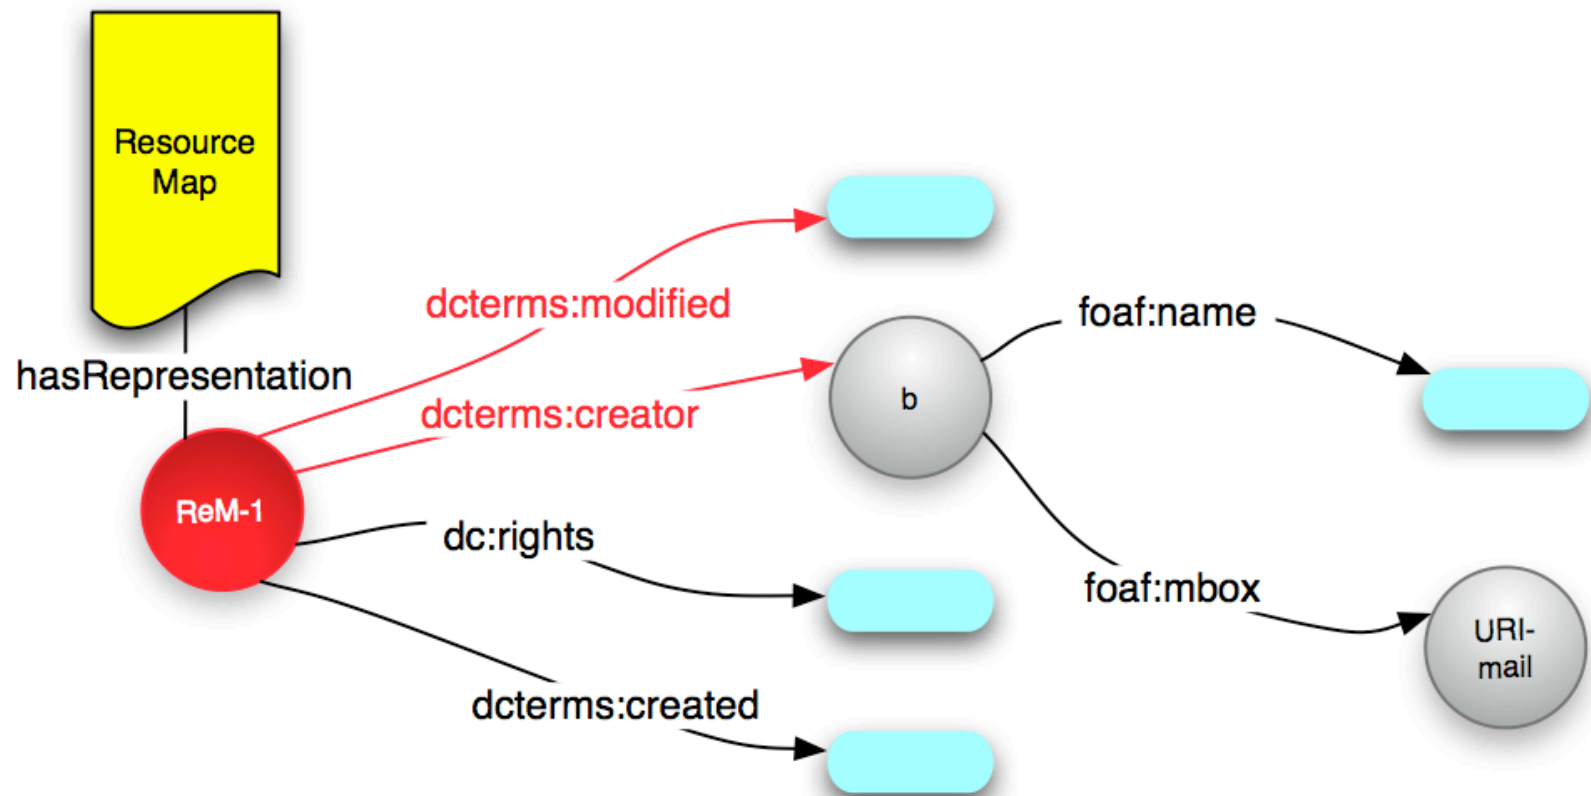 Resource
Map
hasRepresentation
ReM-1
dcterms:modified
dcterms:creator
dc:rights
dcterms:created
b
foaf:name
foaf:mbox
URI-
mail